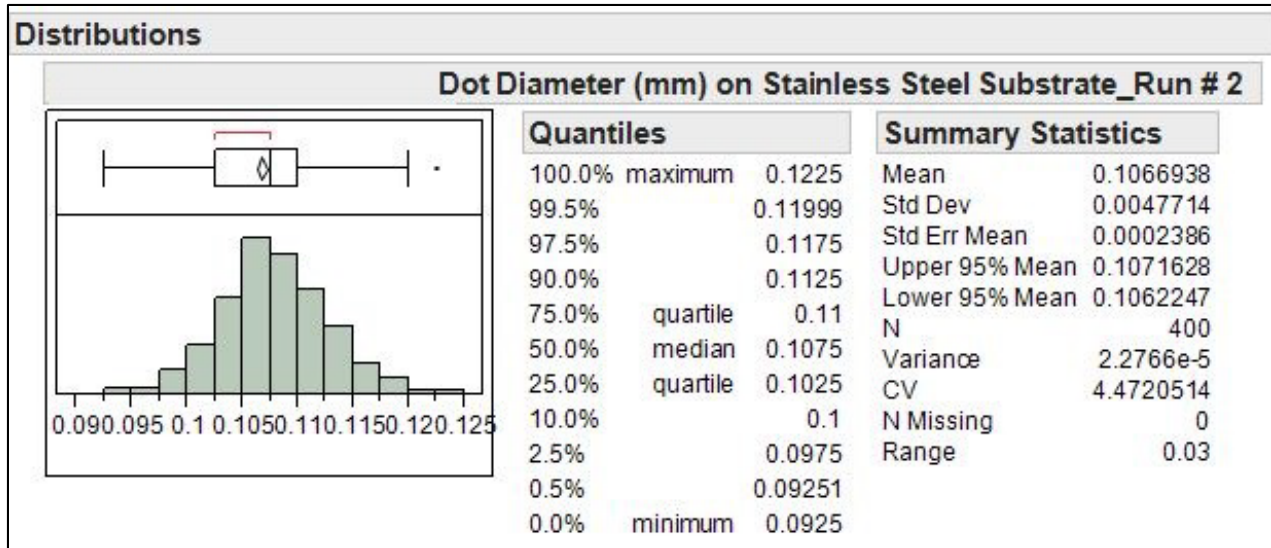 Distributions
Dot Diameter (mm) on Stainless Steel Substrate_Run # 2
0.090.095 0.1 0.1050.110.1150.120.125
Quantiles
100.0% maximum 0.1225
99.5% 0.11999
97.5% 0.1175
90.0% 0.1125
75.0% quartile 0.11
50.0% median 0.1075
25.0% quartile 0.1025
10.0% 0.1
2.5% 0.0975
0.5% 0.09251
0.0% minimum 0.0925
Summary Statistics
Mean 0.1066938
Std Dev 0.0047714
Std Err Mean 0.0002386
Upper 95% Mean 0.1071628
Lower 95% Mean 0.1062247
N 400
Variance 2.2766e-5
CV 4.4720514
N Missing 0
Range 0.03